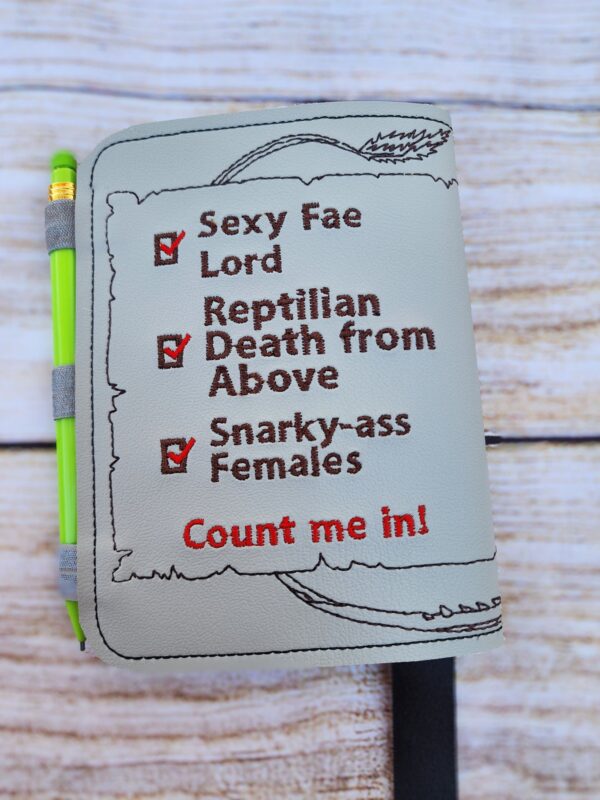 Sexy Fae
Lord
Reptilian
Death from
Above
Snarky-ass
Females
Count me in!